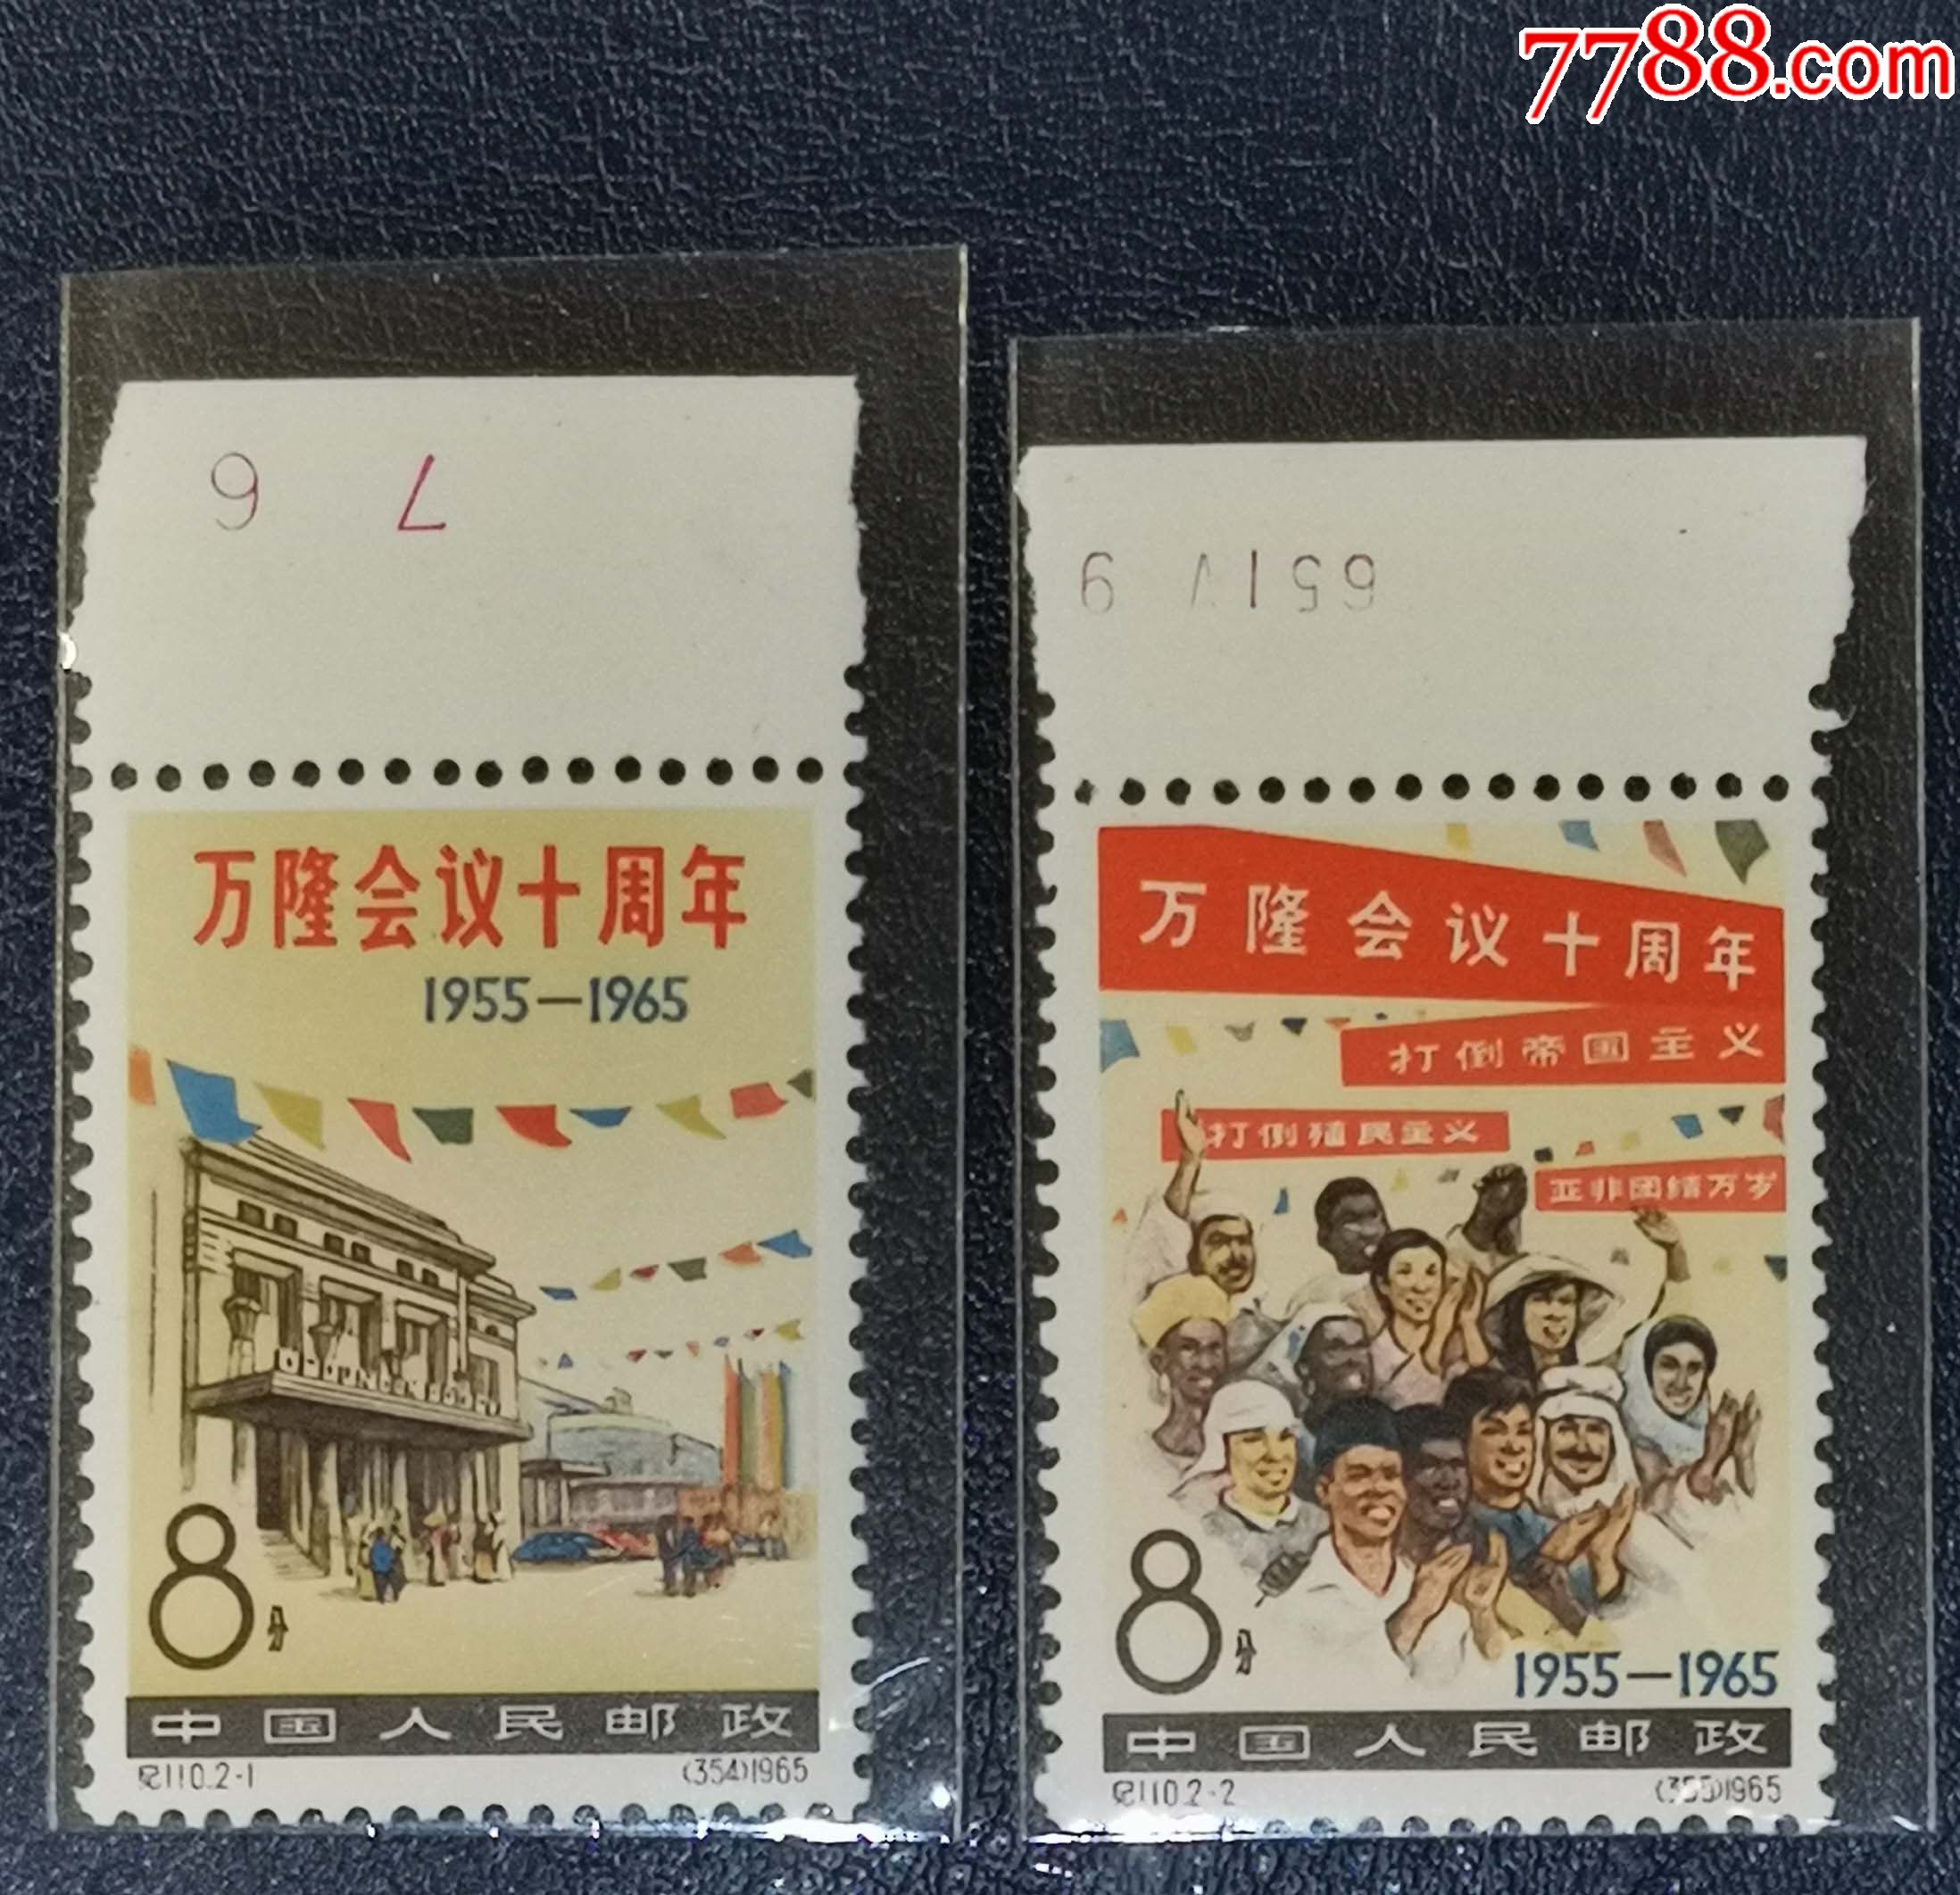 7788.com
6 7
6 / 1 5 9
万隆会议十周年
1955—1965
8分
中国人民邮政
纪110.2-1 (354)1965
万隆会议十周年
打倒帝国主义
打倒殖民主义
亚非团结万岁
8分
1955—1965
中国人民邮政
纪110.2-2 (355)1965